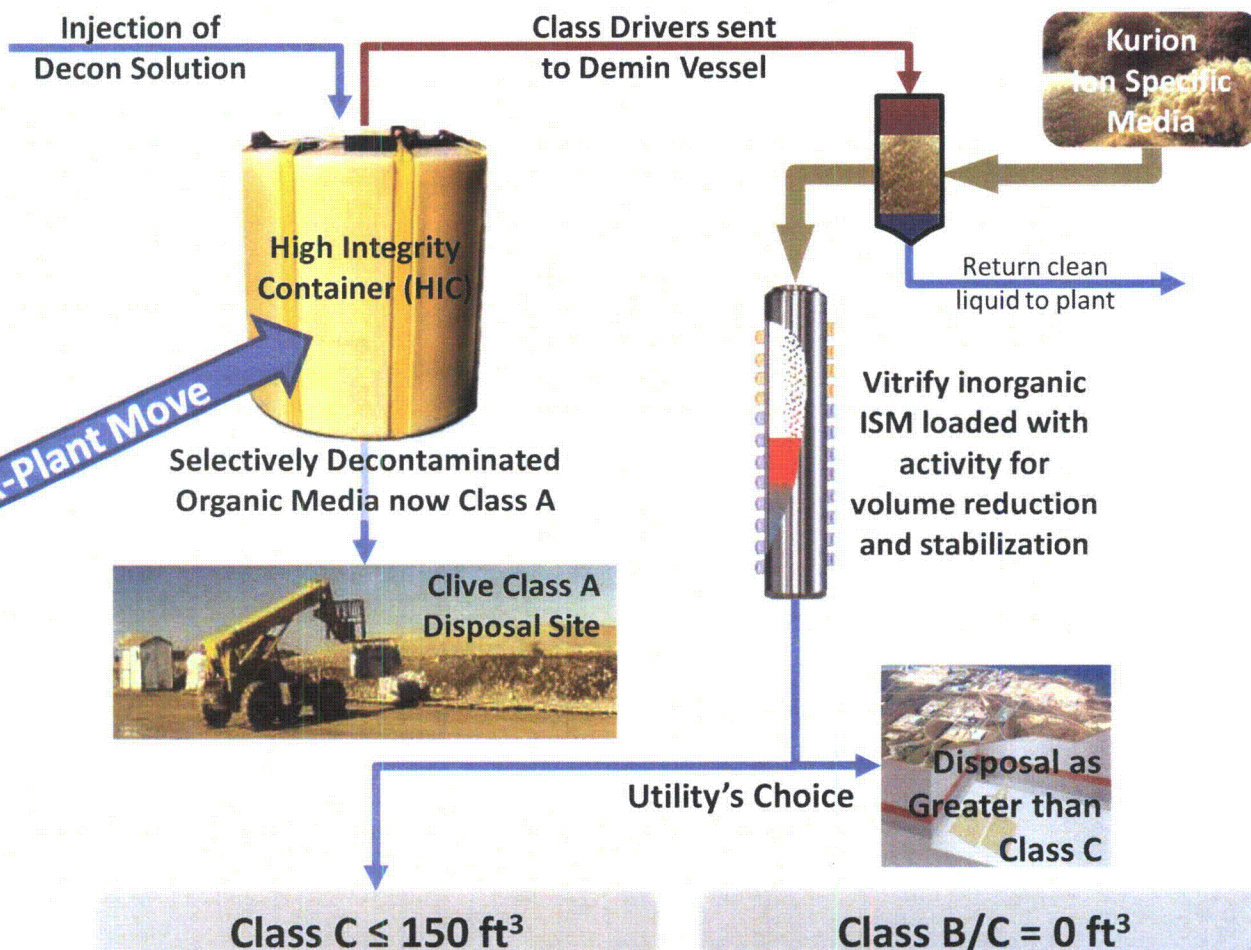 Injection of
Decon Solution
Class Drivers sent
to Demin Vessel
Kurion
Ion Specific
Media
High Integrity
Container (HIC)
Return clean
liquid to plant
-Plant Move
Vitrify inorganic
ISM loaded with
activity for
volume reduction
and stabilization
Selectively Decontaminated
Organic Media now Class A
Clive Class A
Disposal Site
Utility's Choice
Disposal as
Greater than
Class C
Class C ≤ 150 ft³
Class B/C = 0 ft³